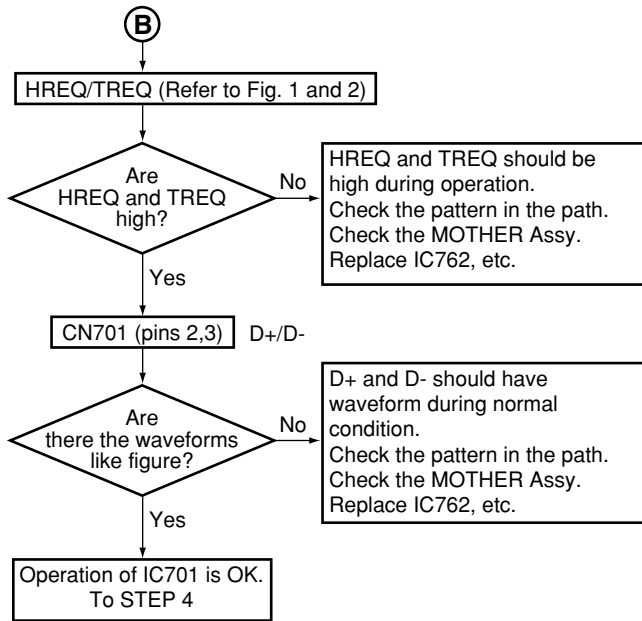 B
HREQ/TREQ (Refer to Fig. 1 and 2)
Are
HREQ and TREQ
high?
No
HREQ and TREQ should be
high during operation.
Check the pattern in the path.
Check the MOTHER Assy.
Replace IC762, etc.
Yes
CN701 (pins 2,3)
D+/D-
Are
there the waveforms
like figure?
No
D+ and D- should have
waveform during normal
condition.
Check the pattern in the path.
Check the MOTHER Assy.
Replace IC762, etc.
Yes
Operation of IC701 is OK.
To STEP 4